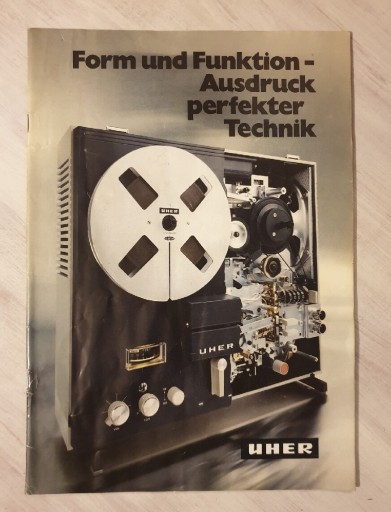 Form und Funktion -
Ausdruck
perfekter
Technik
UHER
UHER
UHER